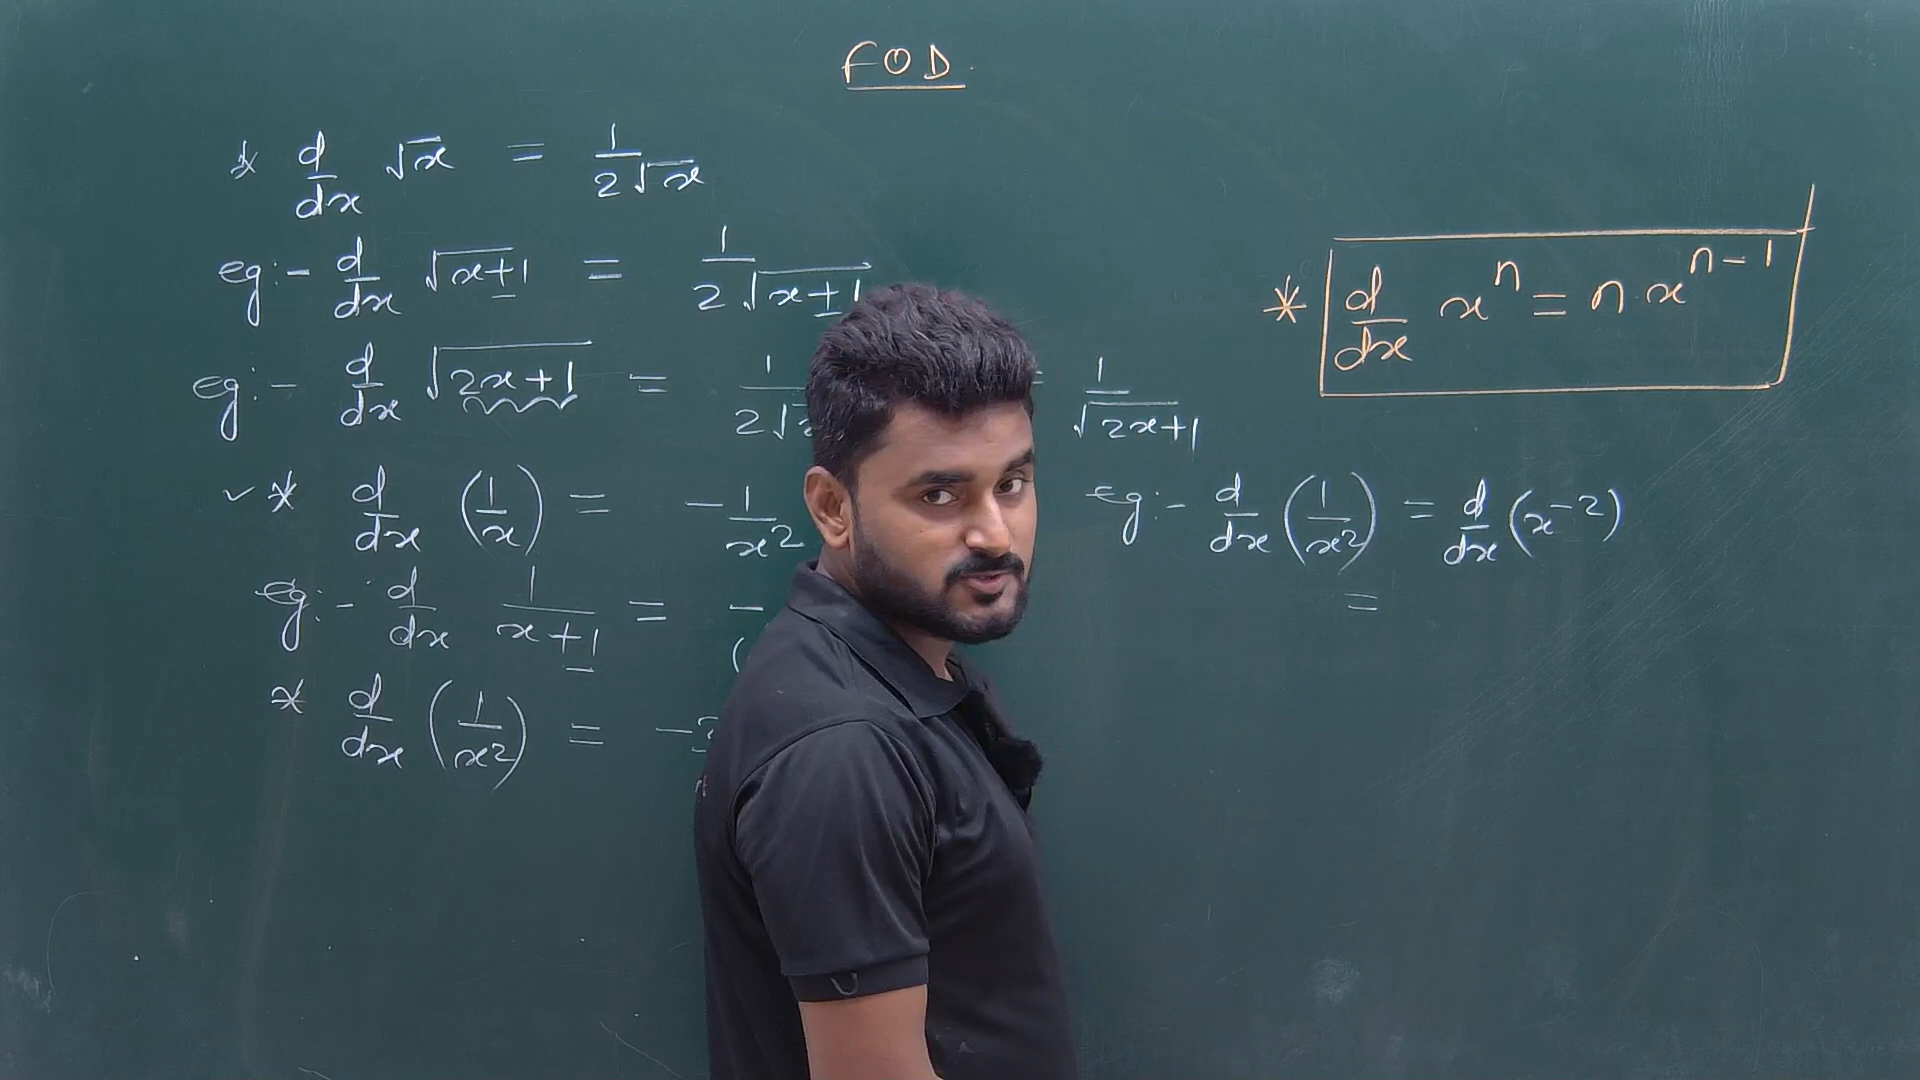 FOD.
* d/dx √x = 1/2√x
eg:- d/dx √x+1 = 1/2√x+1
eg:- d/dx √2x+1 = 1/2√2 = 1/√2x+1
✓ * d/dx (1/x) = -1/x²
eg:- d/dx 1/x+1 = - (
* d/dx (1/x²) = -2
* d/dx xⁿ = n.xⁿ⁻¹
eg:- d/dx (1/x²) = d/dx (x⁻²)
=